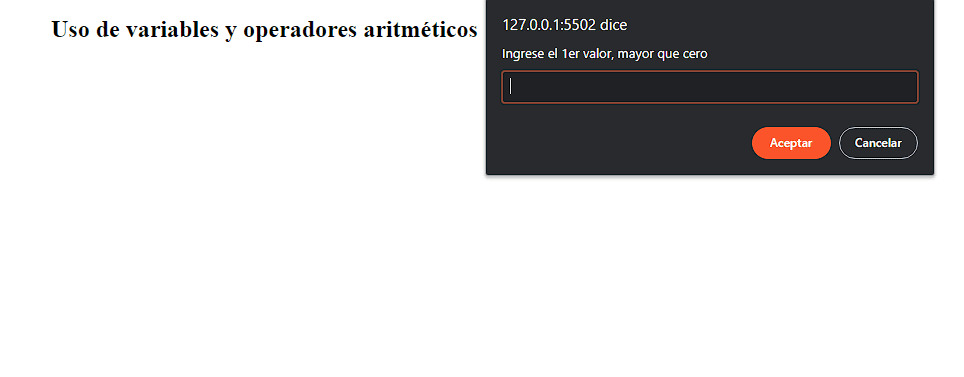 Uso de variables y operadores aritméticos
127.0.0.1:5502 dice
Ingrese el 1er valor, mayor que cero
Aceptar Cancelar